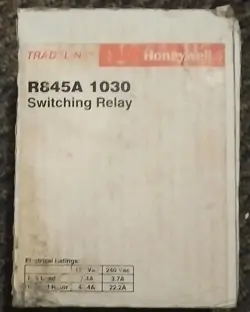 TRADELINE Honeywell
R845A 1030
Switching Relay
Electrical Ratings:
240 Vac
3.7A
22.2A